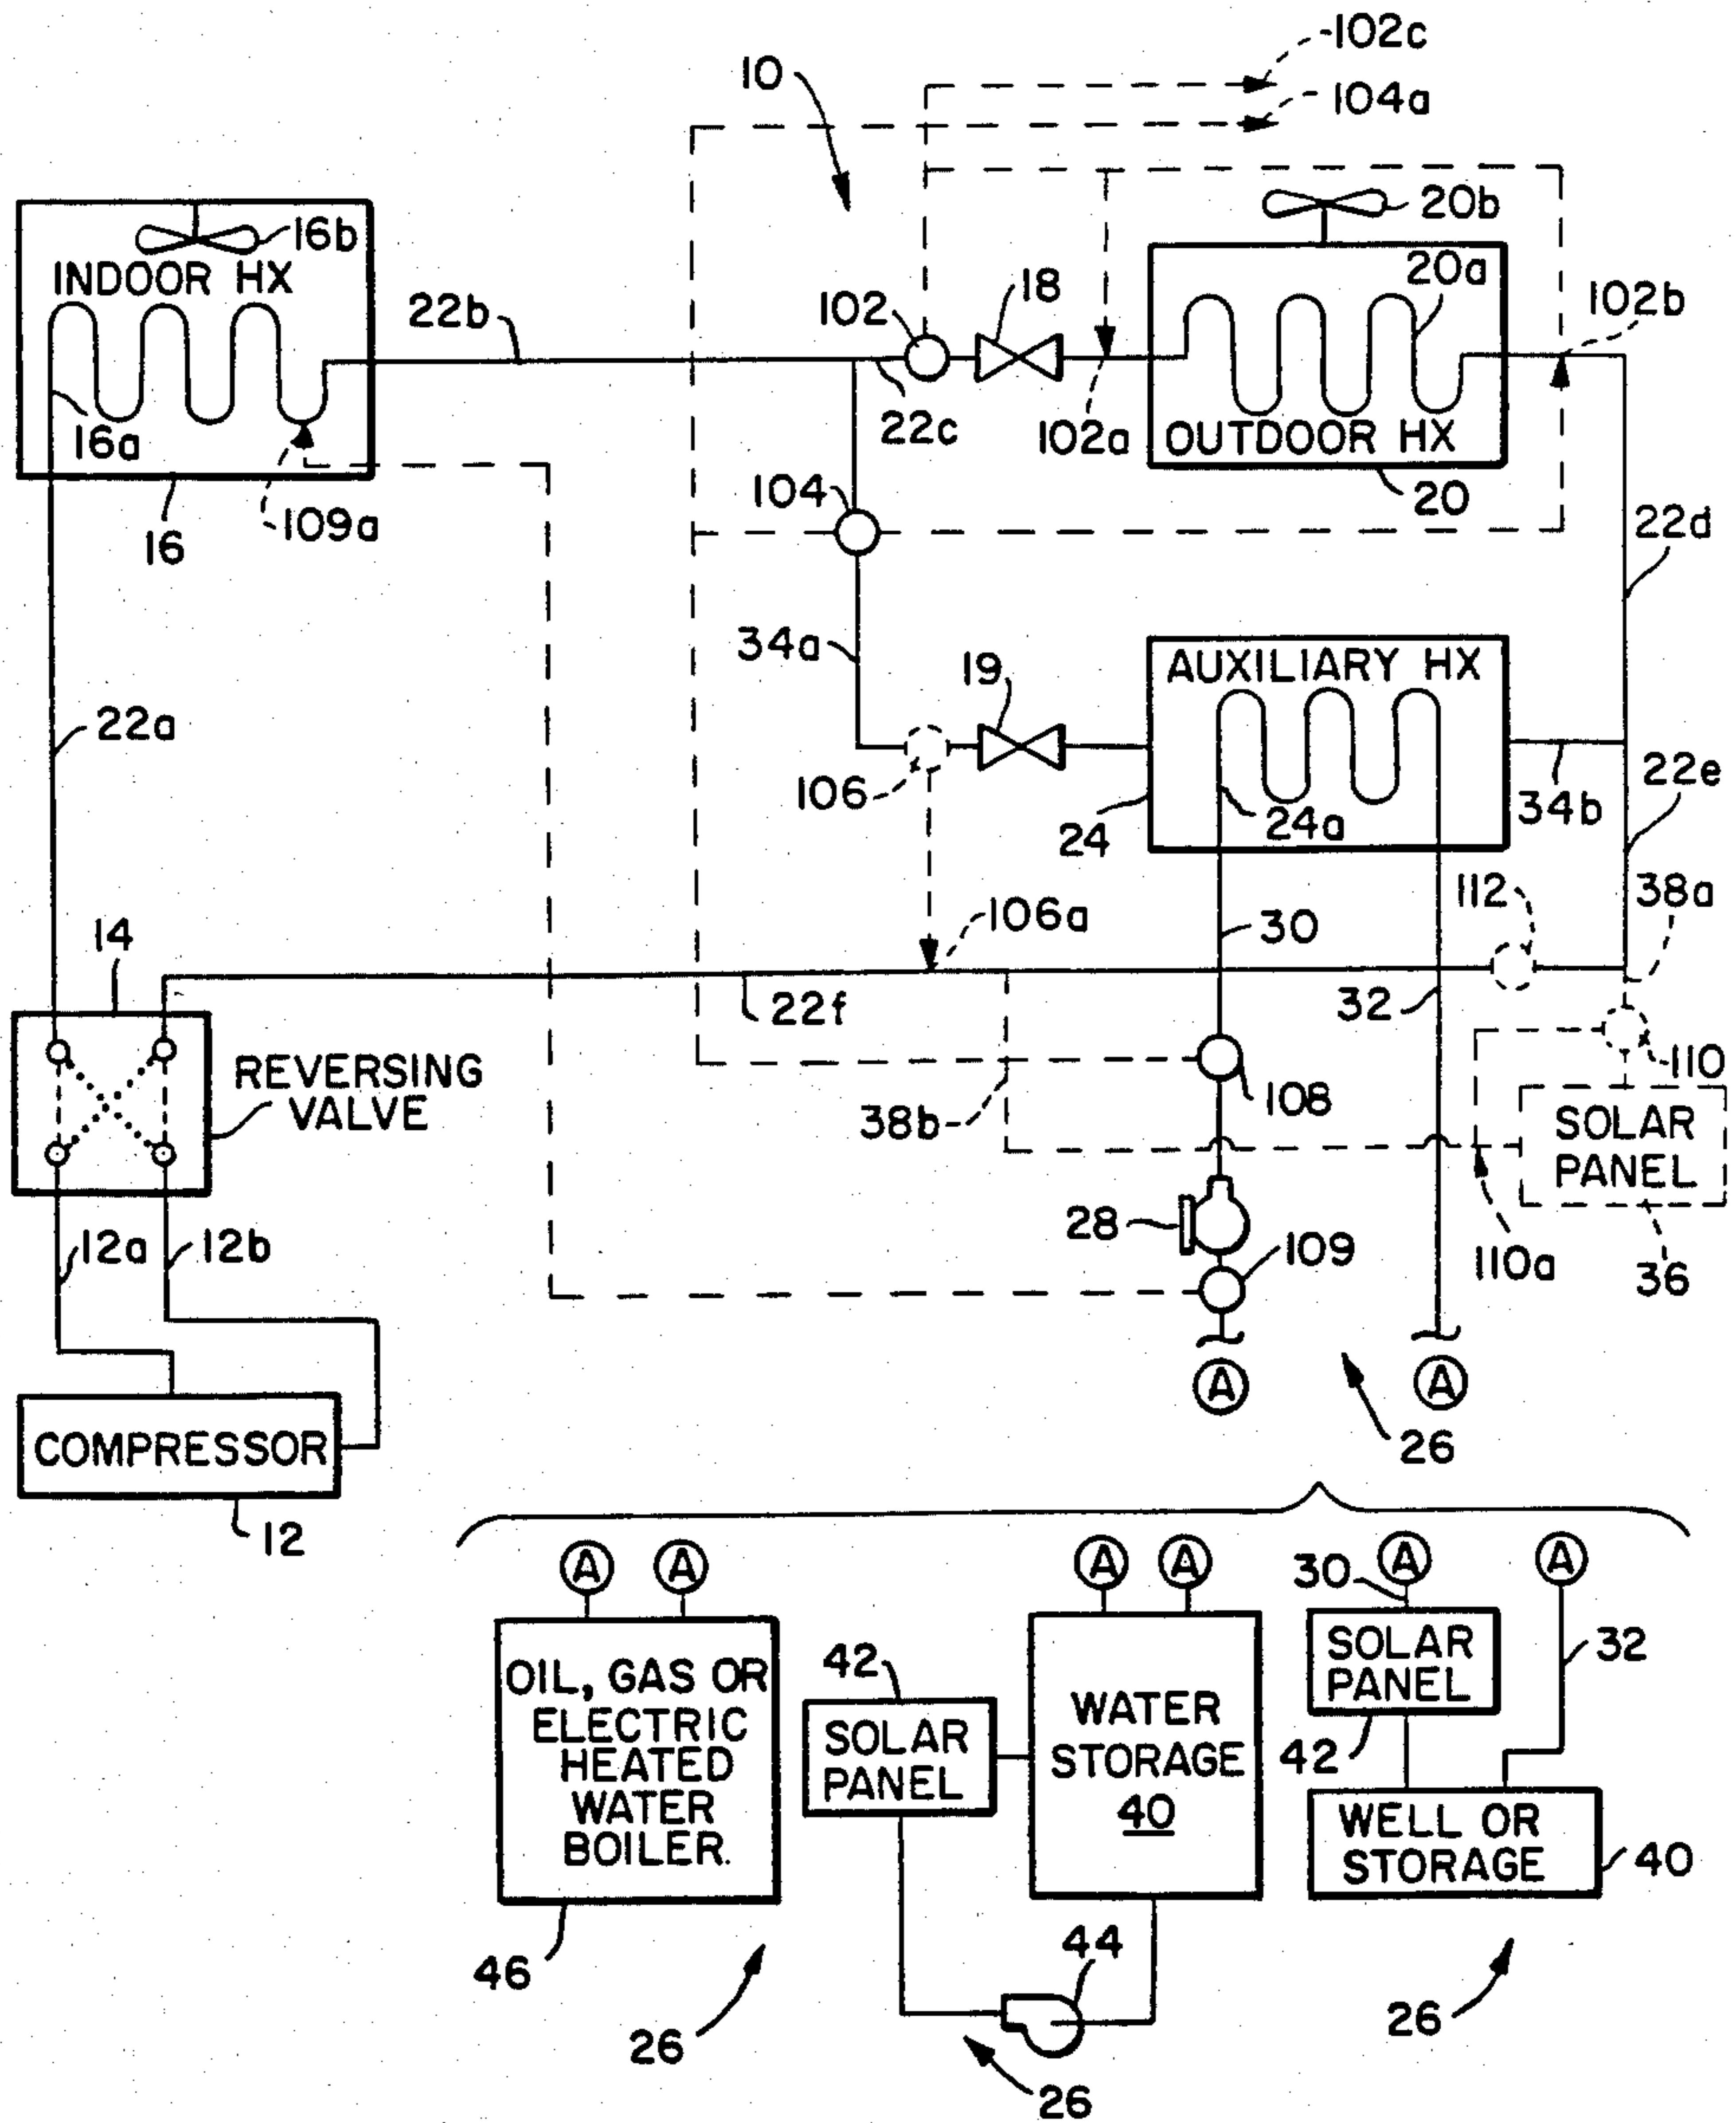 102c
10
104a
16b
20b
INDOOR HX
18
20a
22b
102
102b
16a
22c
102a
OUTDOOR HX
104
20
109a
16
22d
34a
19
AUXILIARY HX
22a
22e
106
24
24a
34b
112
38a
106a
14
30
22f
32
REVERSING
VALVE
110
108
38b
SOLAR
PANEL
28
12a
12b
109
110a
36
A
A
COMPRESSOR
26
12
A
A
A
A
30
A
A
OIL, GAS OR
ELECTRIC
HEATED
WATER
BOILER.
42
SOLAR
PANEL
WATER
STORAGE
40
SOLAR
PANEL
32
42
WELL OR
STORAGE
40
46
44
26
26
26